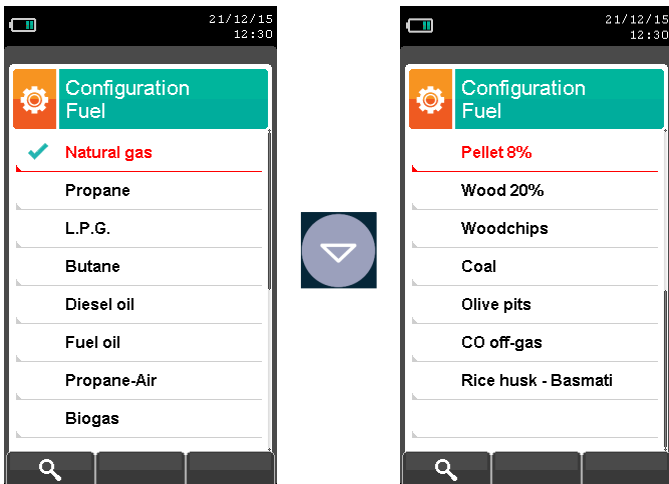 21/12/15
12:30
Configuration
Fuel
Natural gas
Propane
L.P.G.
Butane
Diesel oil
Fuel oil
Propane-Air
Biogas
21/12/15
12:30
Configuration
Fuel
Pellet 8%
Wood 20%
Woodchips
Coal
Olive pits
CO off-gas
Rice husk - Basmati